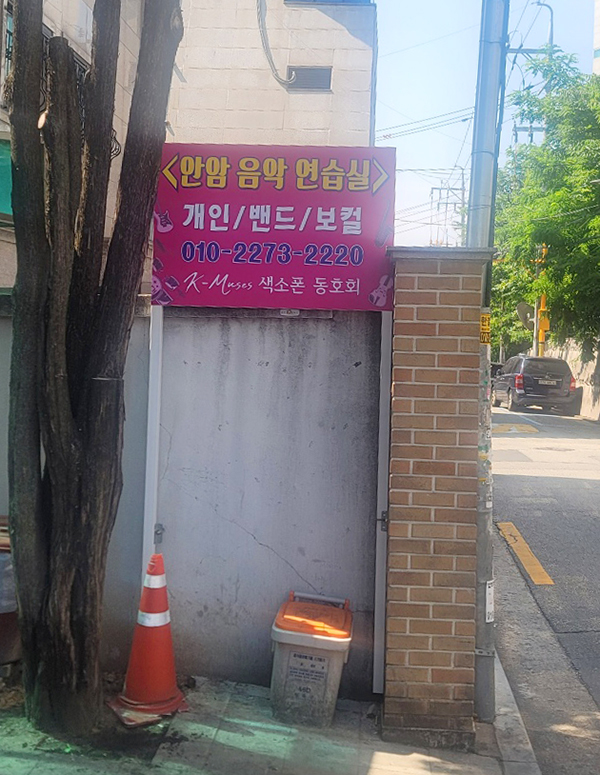 <안암 음악 연습실>
개인/밴드/보컬
010-2273-2220
K-Muses 색소폰 동호회